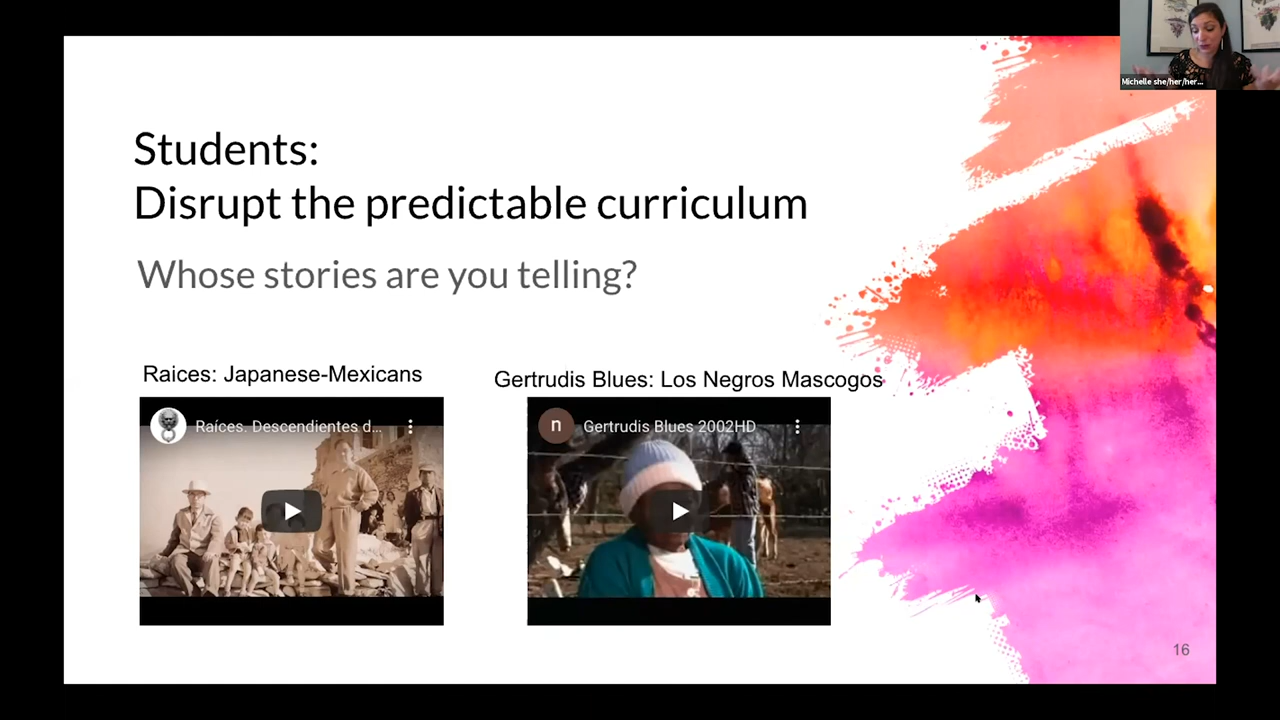 Michelle she/her/her...
Students:
Disrupt the predictable curriculum
Whose stories are you telling?
Raices: Japanese-Mexicans
Gertrudis Blues: Los Negros Mascogos
Raíces. Descendientes d...
n
Gertrudis Blues 2002HD
16